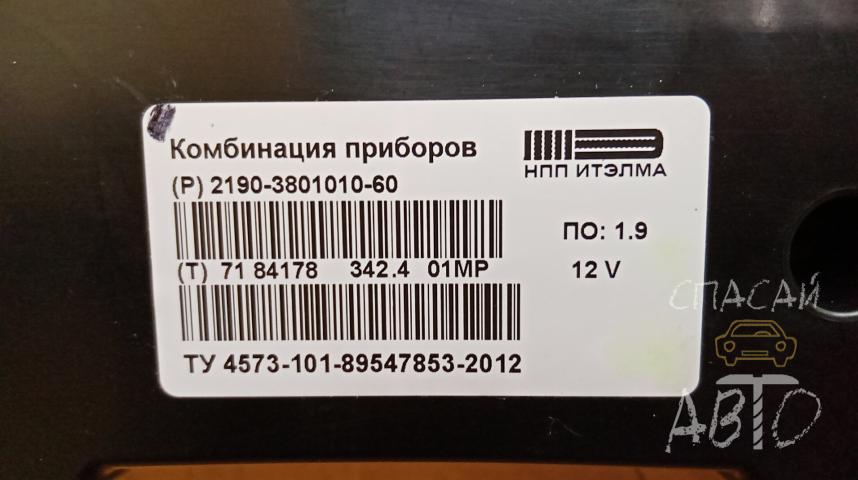 Комбинация приборов
НПП ИТЭЛМА
(P) 2190-3801010-60
ПО: 1.9
(T) 71 84178 342.4 01MP
12 V
ТУ 4573-101-89547853-2012
СПАСАЙ
АВТО